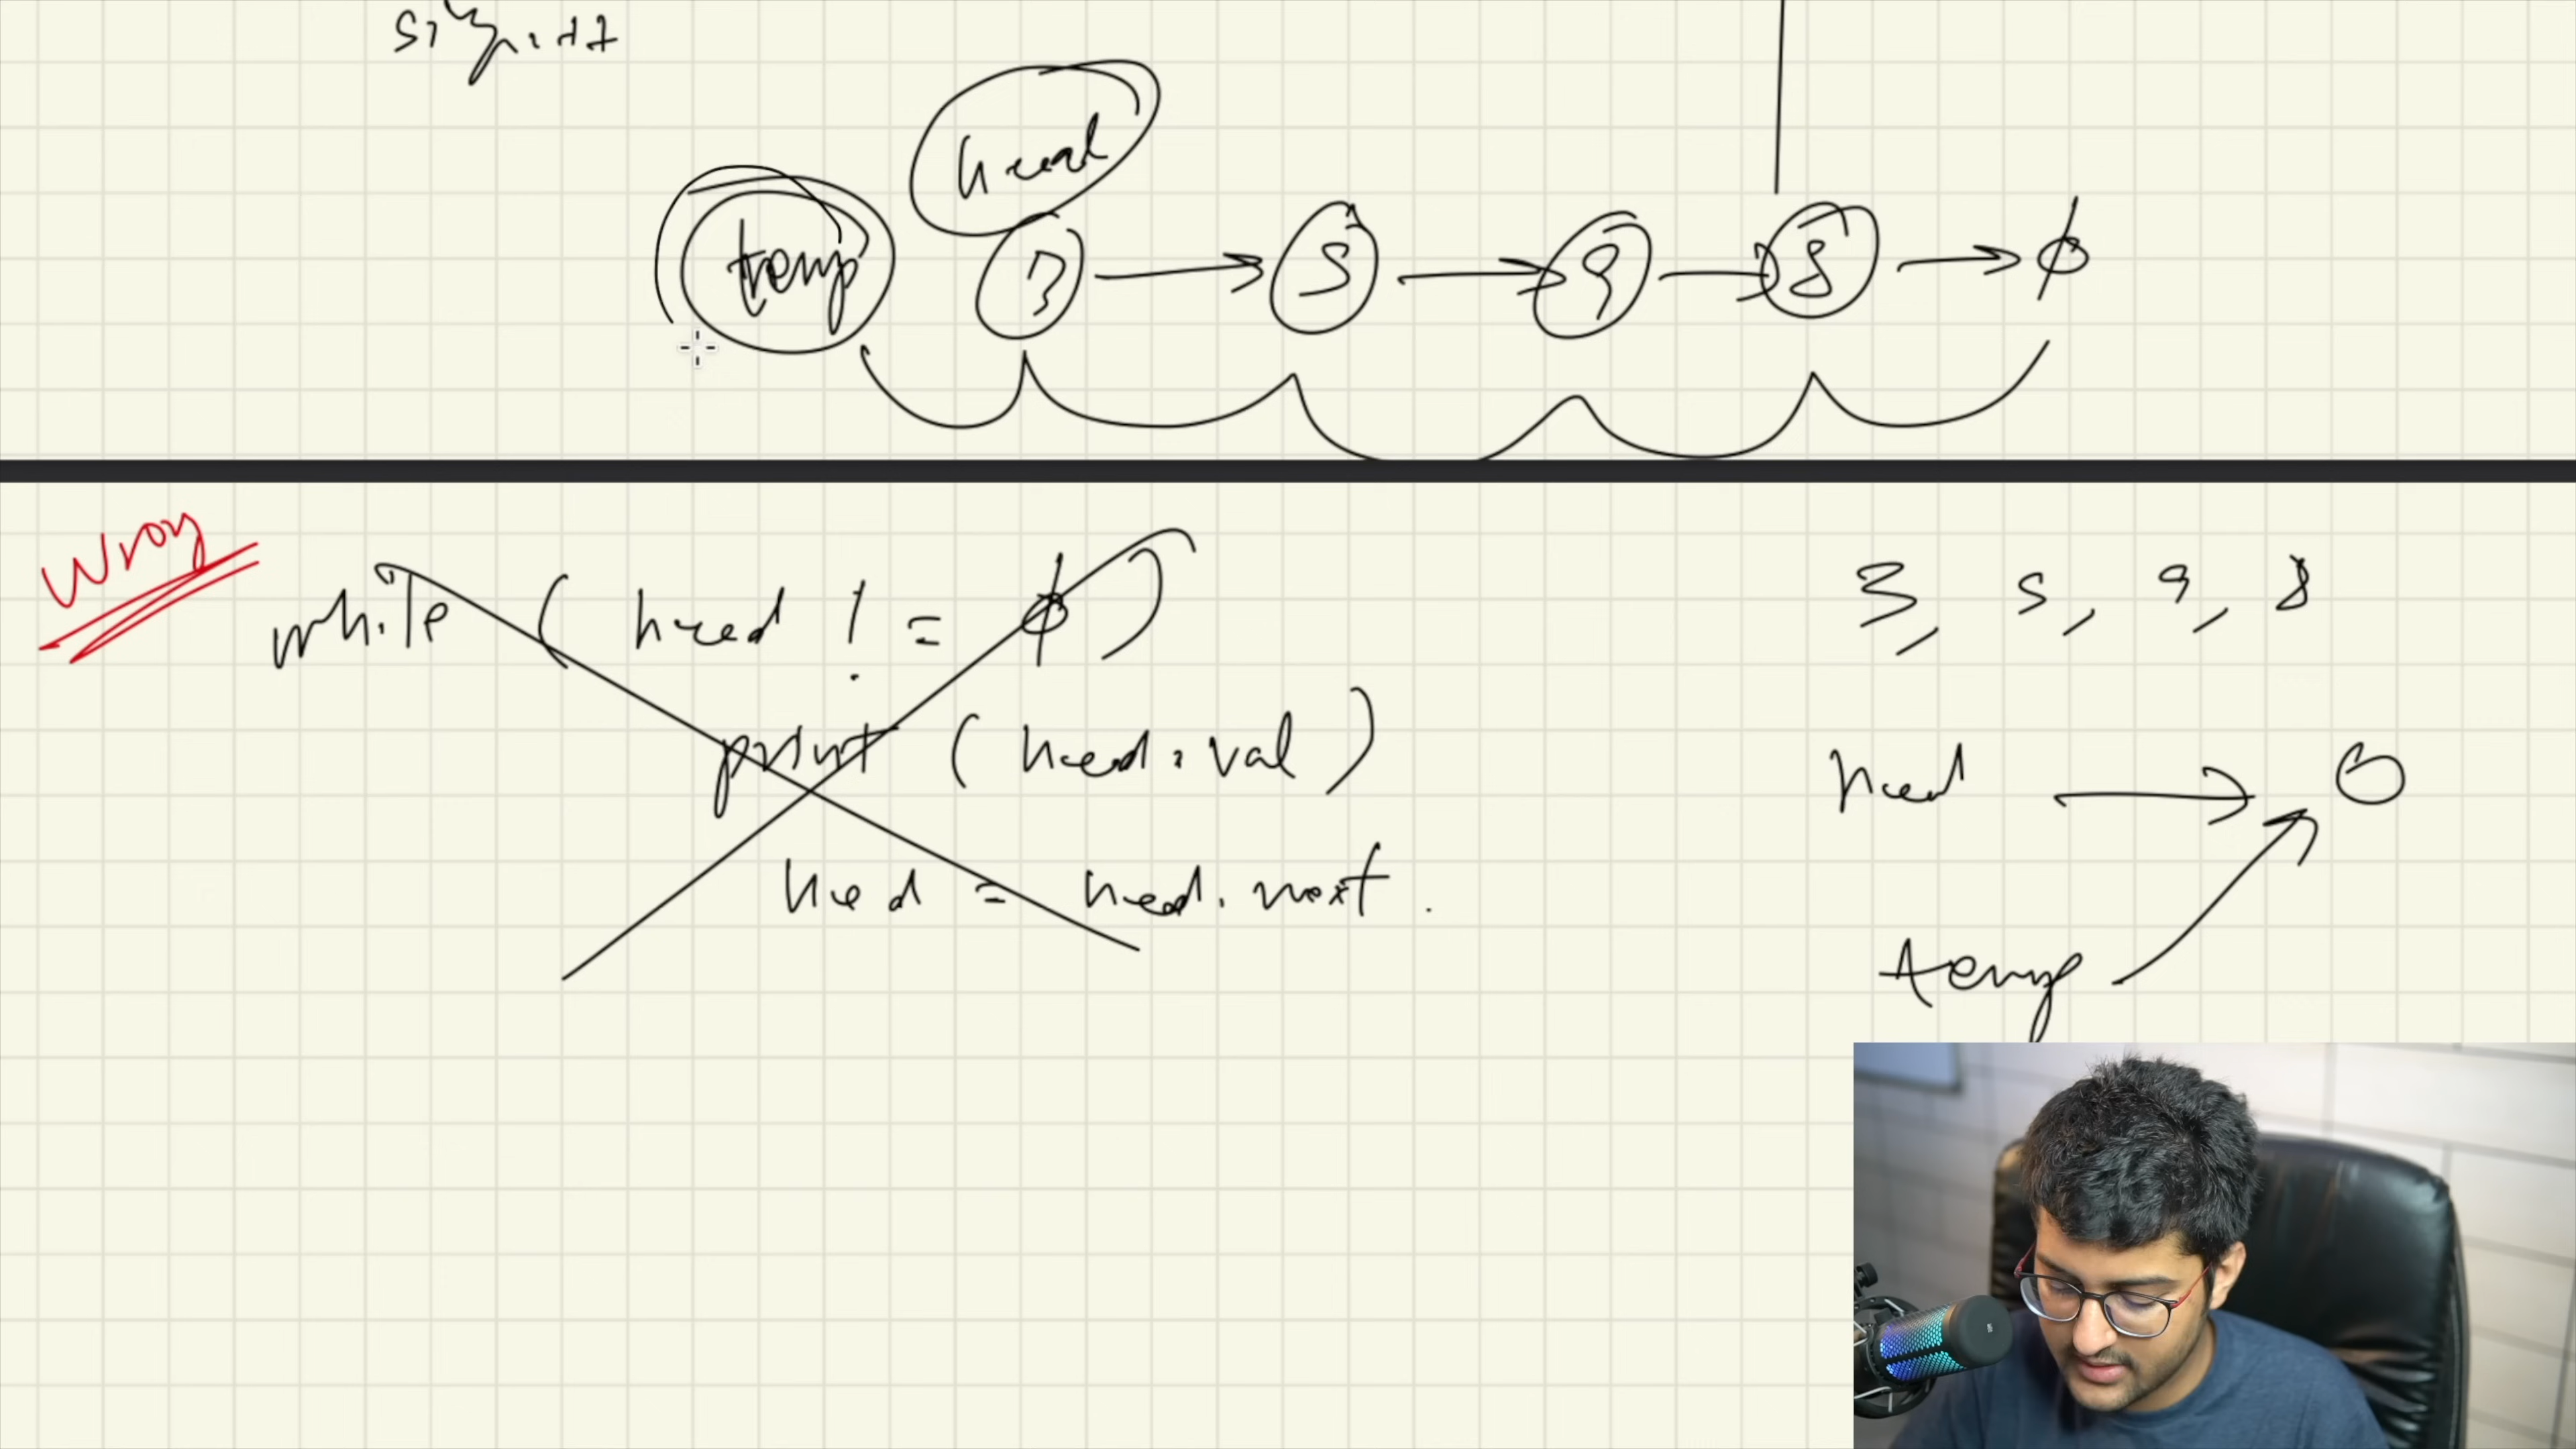 size++
head
temp 3 → 5 → 9 → 8 → φ
Wrong
while ( head != φ )
print ( head.val )
head = head.next.
3, 5, 9, 8
head →
temp